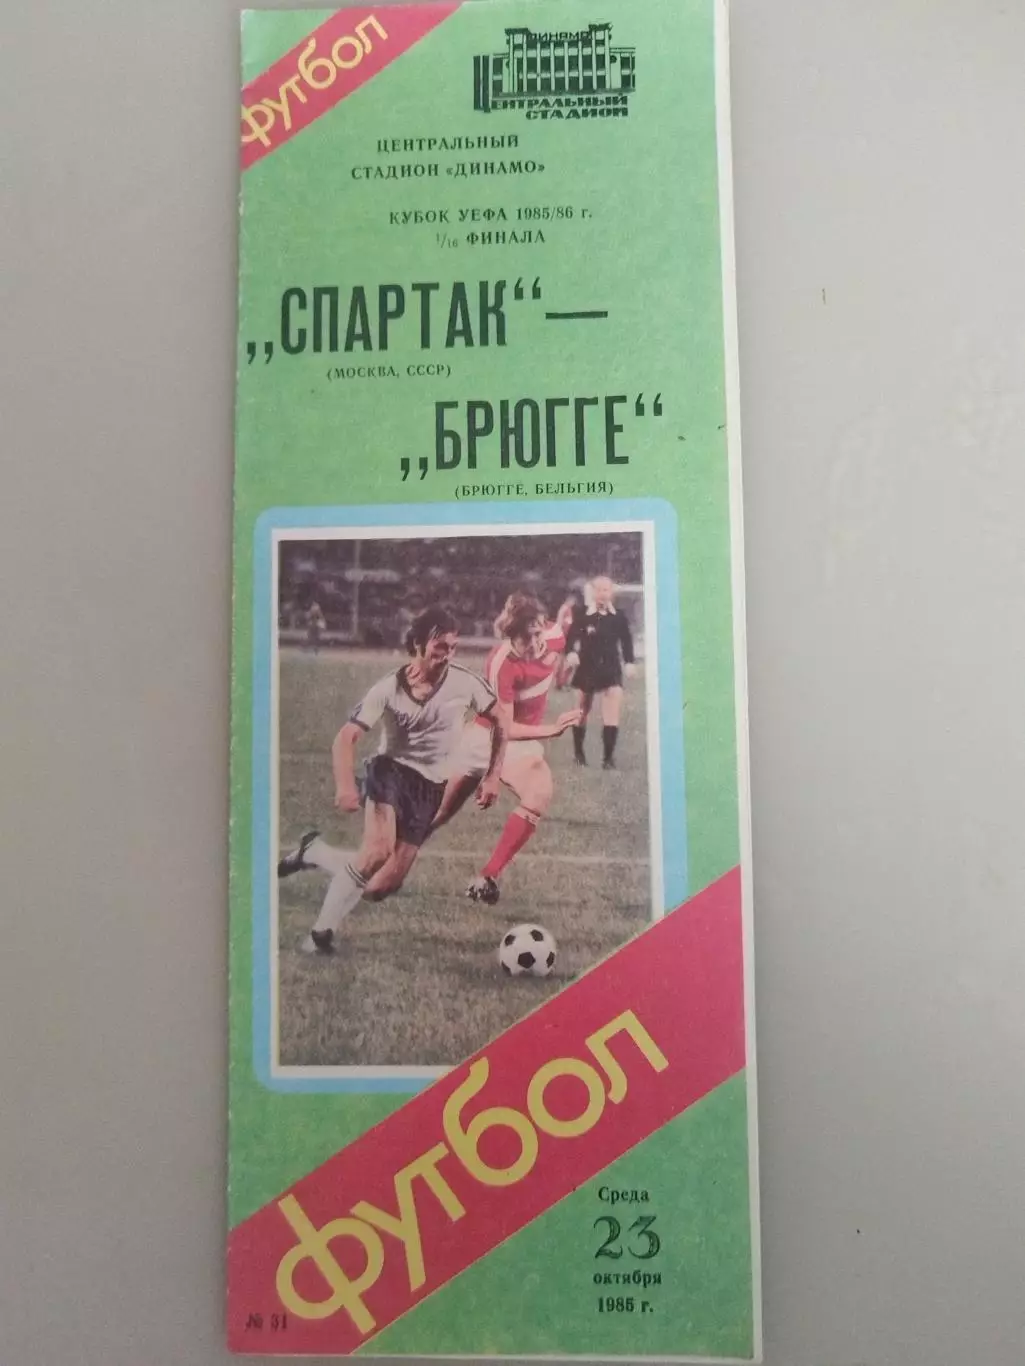 футбол
ДИНАМО
ЦЕНТРАЛЬНЫЙ
СТАДИОН
ЦЕНТРАЛЬНЫЙ
СТАДИОН «ДИНАМО»
КУБОК УЕФА 1985/86 г.
1/16 ФИНАЛА
„СПАРТАК“ —
(МОСКВА, СССР)
„БРЮГГЕ“
(БРЮГГЕ, БЕЛЬГИЯ)
футбол
Среда
23
октября
1985 г.
№ 31